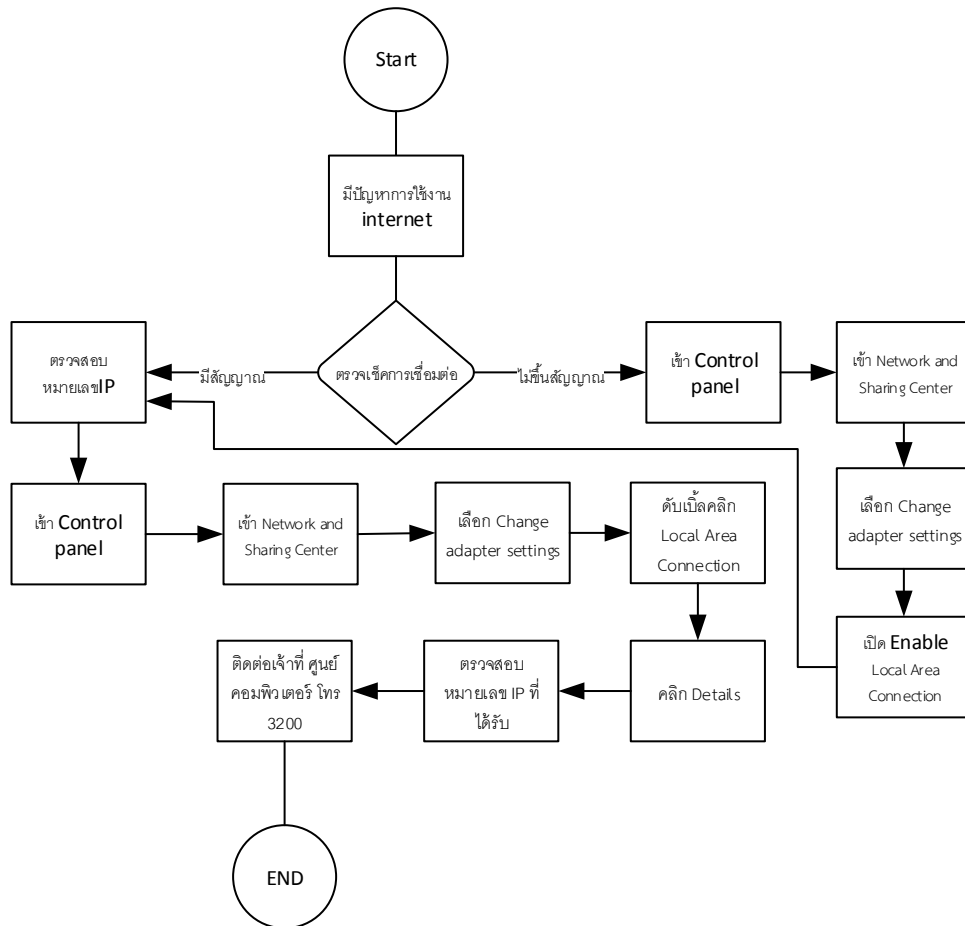 Start
มีปัญหาการใช้งาน
internet
ตรวจเช็คการเชื่อมต่อ
มีสัญญาณ
ไม่ขึ้นสัญญาณ
ตรวจสอบ
หมายเลขIP
เข้า Control
panel
เข้า Network and
Sharing Center
เลือก Change
adapter settings
เปิด Enable
Local Area
Connection
เข้า Control
panel
เข้า Network and
Sharing Center
เลือก Change
adapter settings
ดับเบิ้ลคลิก
Local Area
Connection
คลิก Details
ตรวจสอบ
หมายเลข IP ที่
ได้รับ
ติดต่อเจ้าที่ ศูนย์
คอมพิวเตอร์ โทร
3200
END